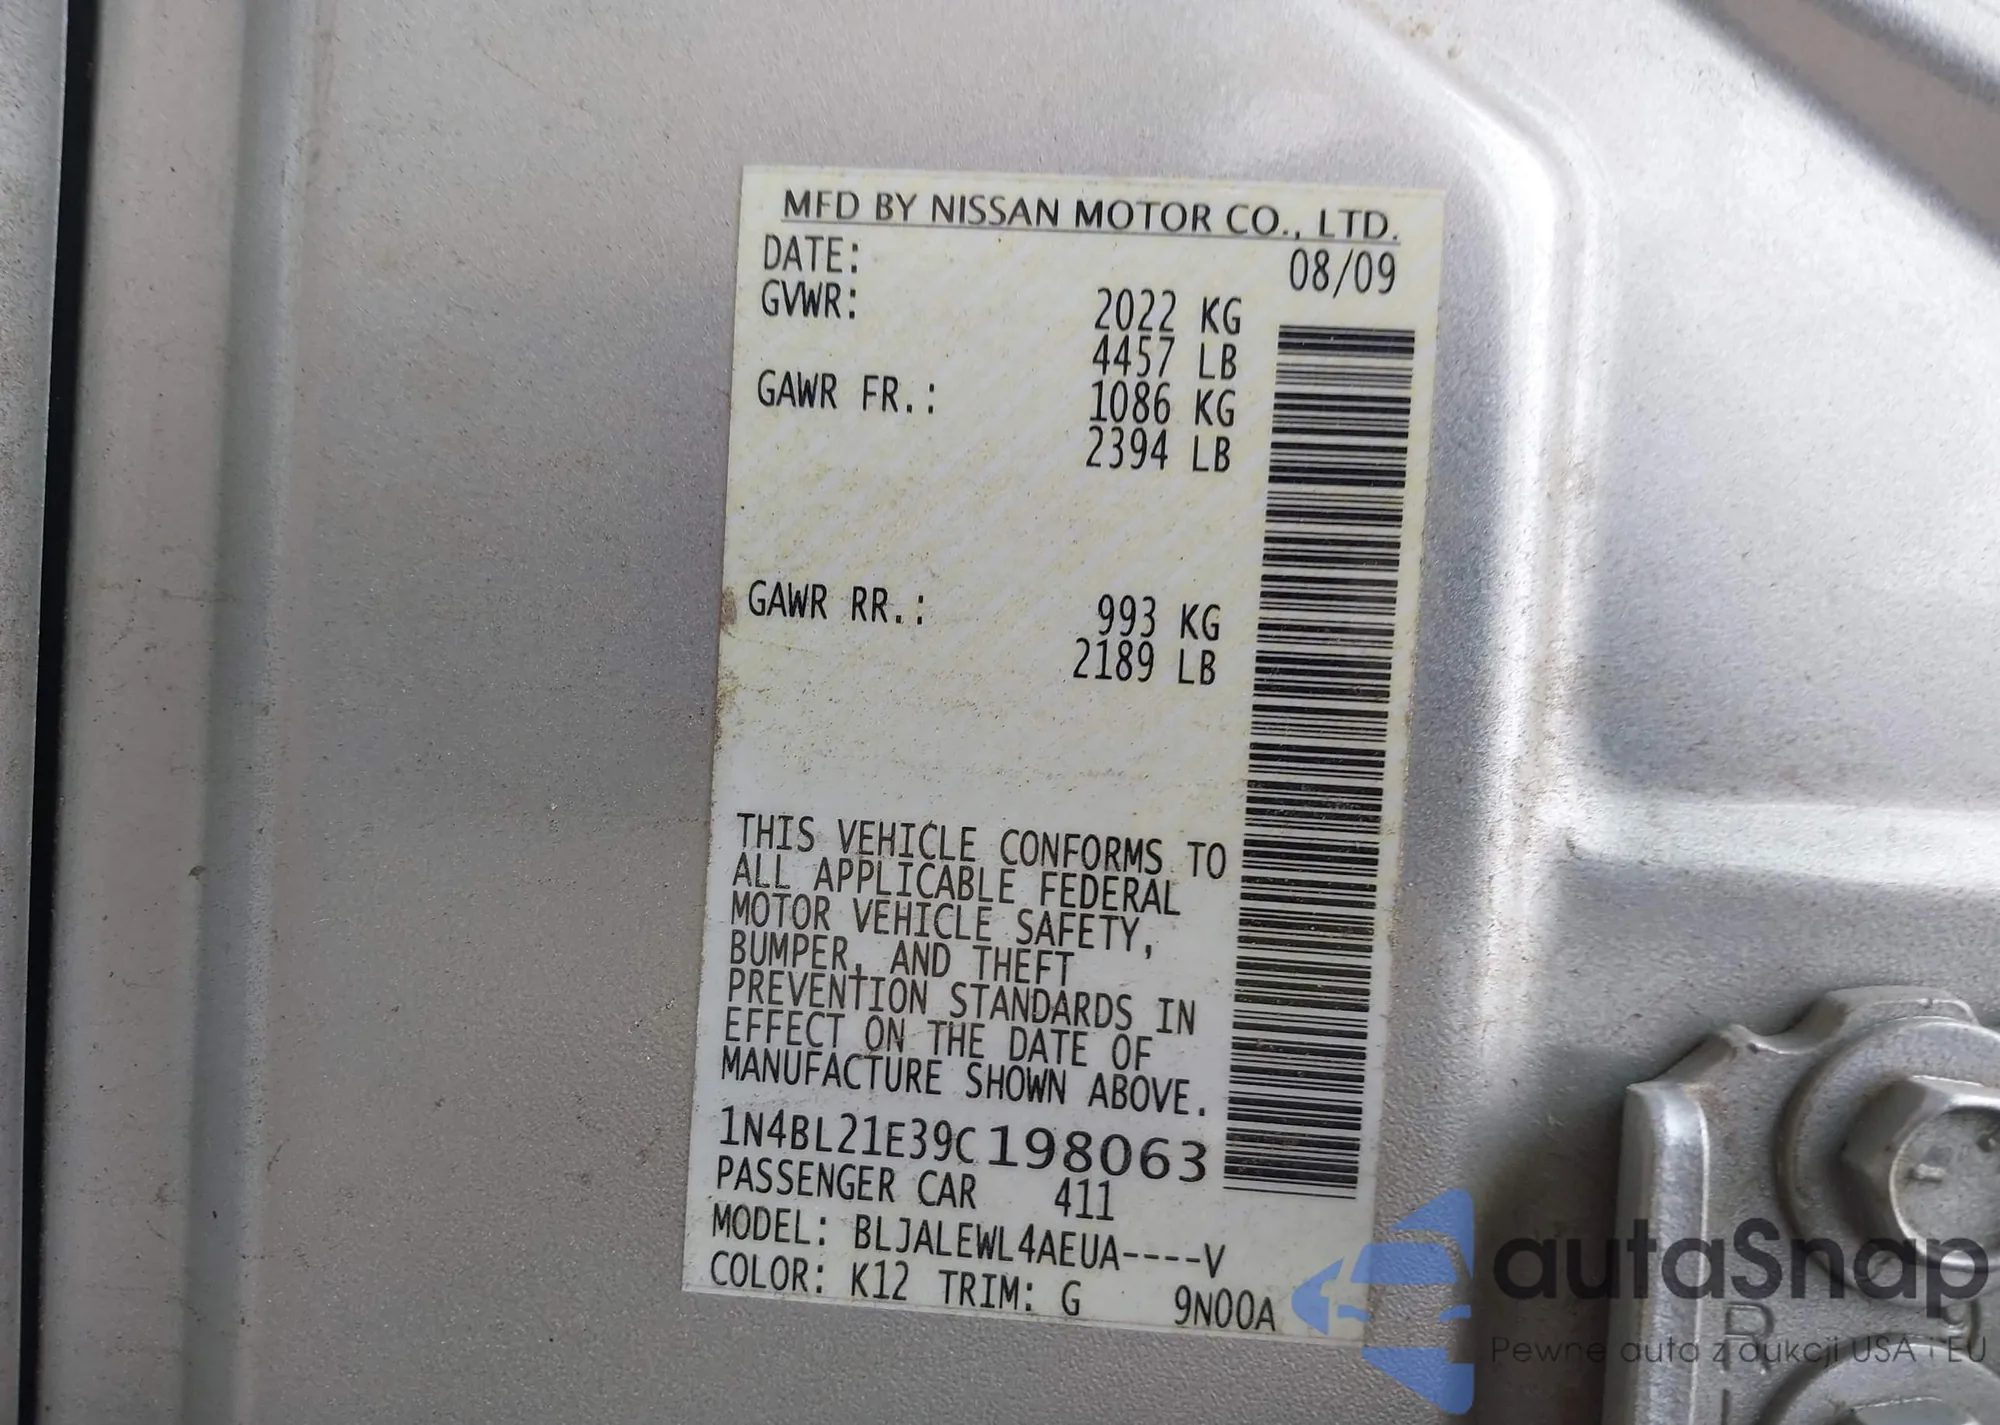 MFD BY NISSAN MOTOR CO., LTD.
DATE: 08/09
GVWR: 2022 KG
4457 LB
GAWR FR.: 1086 KG
2394 LB
GAWR RR.: 993 KG
2189 LB
THIS VEHICLE CONFORMS TO
ALL APPLICABLE FEDERAL
MOTOR VEHICLE SAFETY,
BUMPER, AND THEFT
PREVENTION STANDARDS IN
EFFECT ON THE DATE OF
MANUFACTURE SHOWN ABOVE.
1N4BL21E39C198063
PASSENGER CAR 411
MODEL: BLJALEWL4AEUA----V
COLOR: K12 TRIM: G 9N00A
autaSnap
Pewne auta z aukcji USA i EU